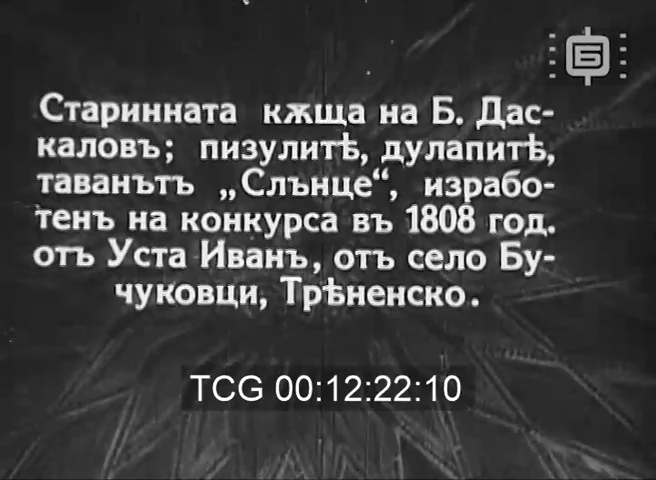 Б
Старинната кѫща на Б. Дас-
каловъ; пизулитѣ, дулапитѣ,
таванътъ „Слънце“, израбо-
тенъ на конкурса въ 1808 год.
отъ Уста Иванъ, отъ село Бу-
чуковци, Трѣненско.
TCG 00:12:22:10